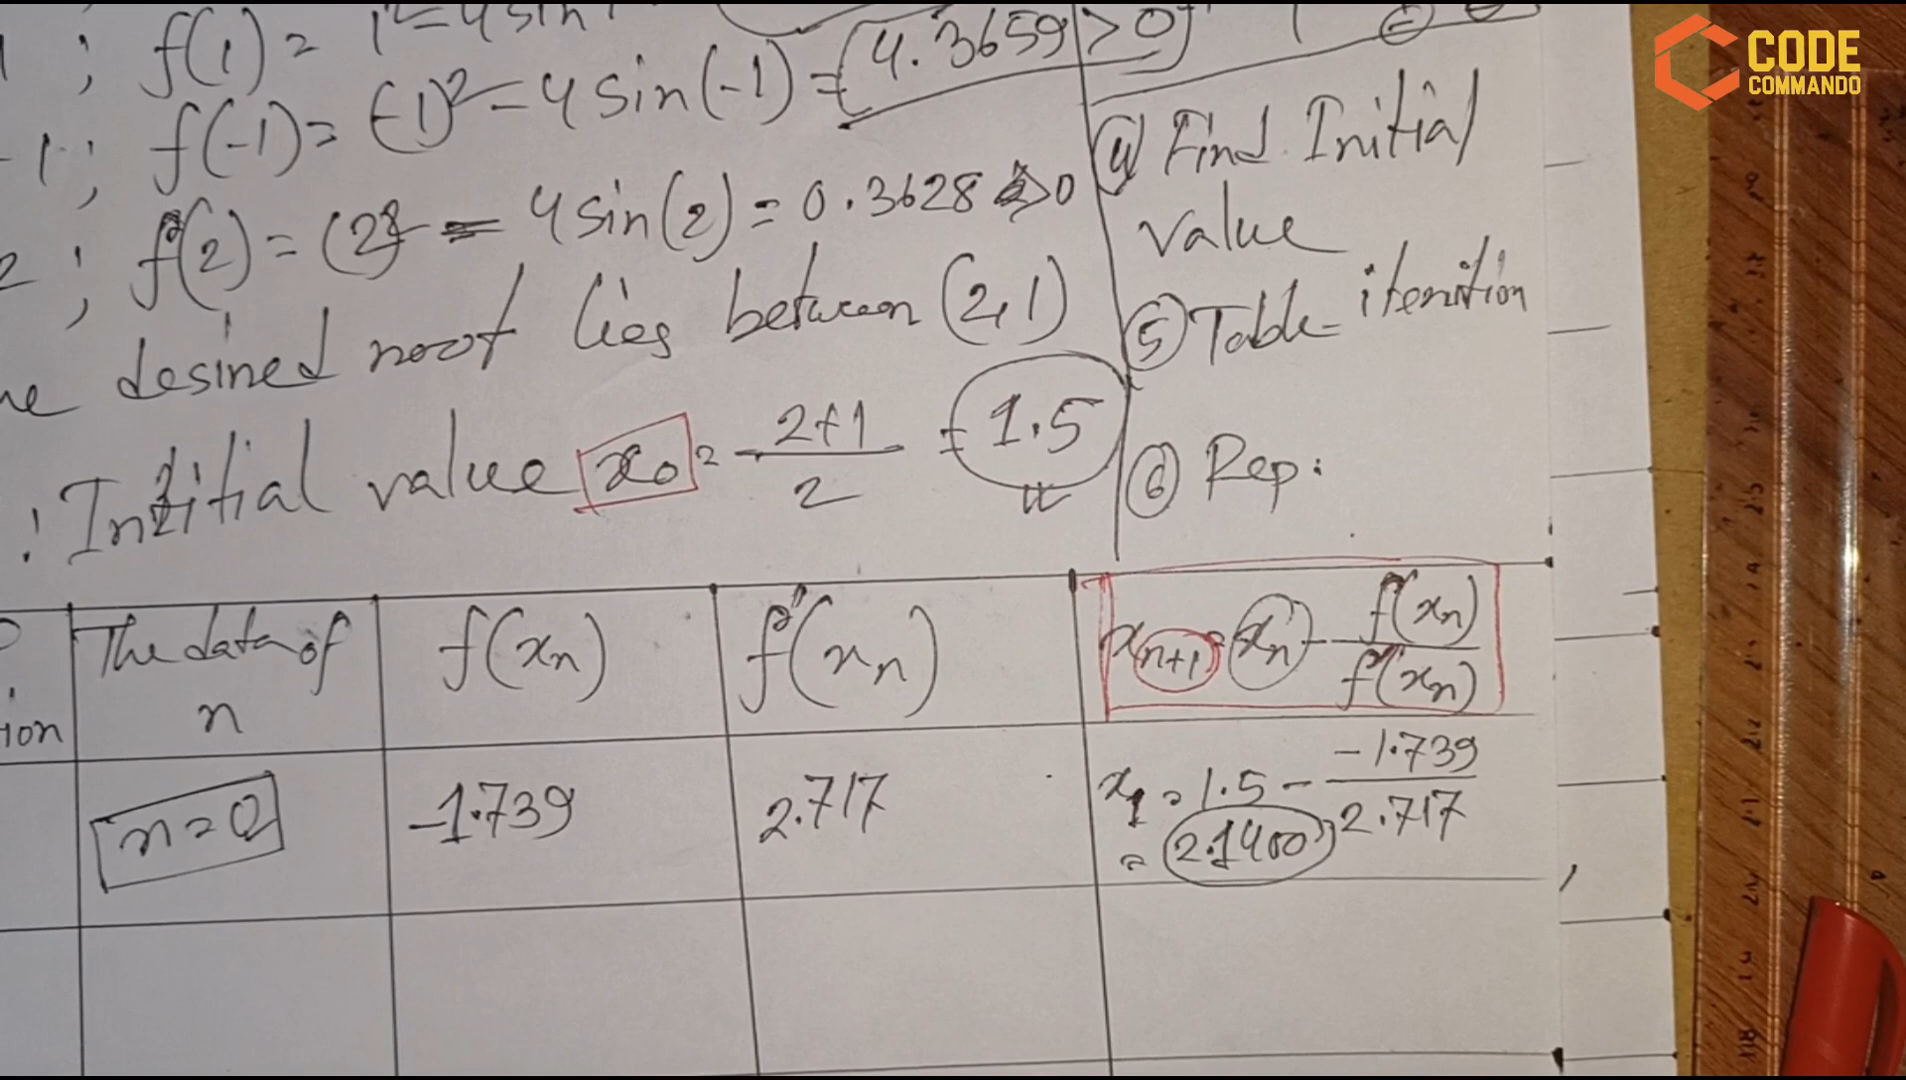 CODE
COMMANDO
1 ; f(1) = 1² - 4 sin
-1 ; f(-1) = (-1)² - 4 sin(-1) = 4.3659 > 0
2 ; f(2) = (2)² - 4 sin(2) = 0.3628 > 0
desired root lies between (2,1)
: Initial value x₀ = 2+1 / 2 = 1.5
④ Find Initial
value
⑤ Table iteration
⑥ Rep:
tion
The data of
n
f(xₙ)
f'(xₙ)
xₙ₊₁ = xₙ - f(xₙ) / f'(xₙ)
n = 0
-1.739
2.717
x₁ = 1.5 - -1.739 / 2.717
= 2.1400